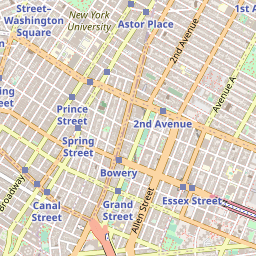 Street–
Washington
Square
New York
University
Astor Place
1st A
2nd Avenue
Avenue A
ng
Prince
Street
2nd Avenue
Spring
Street
Bowery
Broadway
Canal
Street
Grand
Street
Allen Street
Essex Street